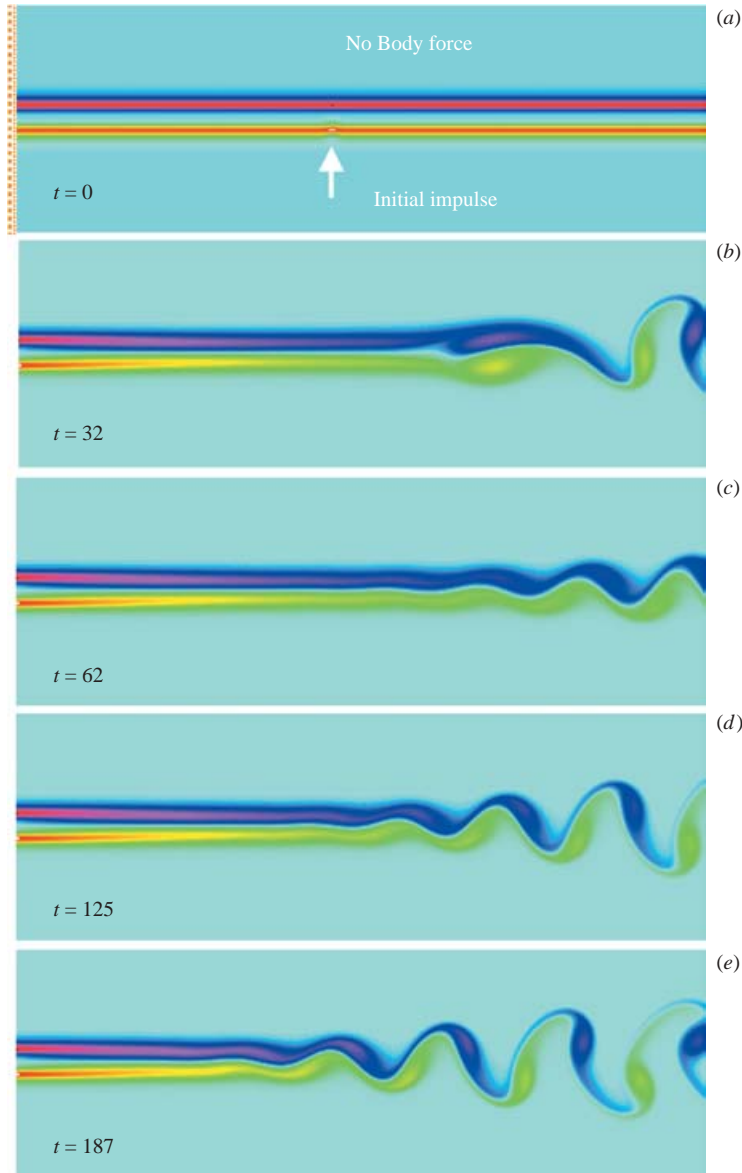 (a)
No Body force
t = 0
Initial impulse
(b)
t = 32
(c)
t = 62
(d)
t = 125
(e)
t = 187